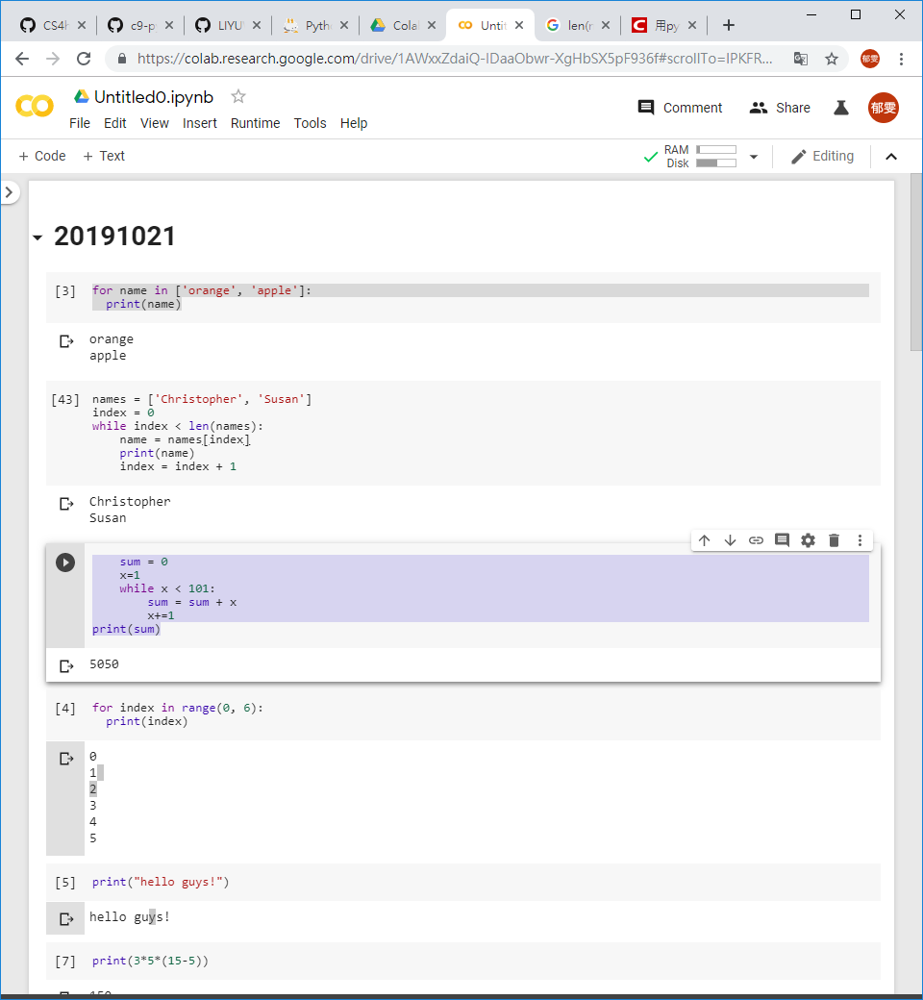 CS4h
c9-p
LIYU
Pyth
Cola
Untit
len(r
用py
https://colab.research.google.com/drive/1AWxxZdaiQ-IDaaObwr-XgHbSX5pF936f#scrollTo=IPKFR...
郁雯
Untitled0.ipynb
File Edit View Insert Runtime Tools Help
Comment Share 郁雯
+ Code + Text
RAM
Disk
Editing
20191021
[3] for name in ['orange', 'apple']:
print(name)
orange
apple
[43] names = ['Christopher', 'Susan']
index = 0
while index < len(names):
name = names[index]
print(name)
index = index + 1
Christopher
Susan
sum = 0
x=1
while x < 101:
sum = sum + x
x+=1
print(sum)
5050
[4] for index in range(0, 6):
print(index)
0
1
2
3
4
5
[5] print("hello guys!")
hello guys!
[7] print(3*5*(15-5))
150